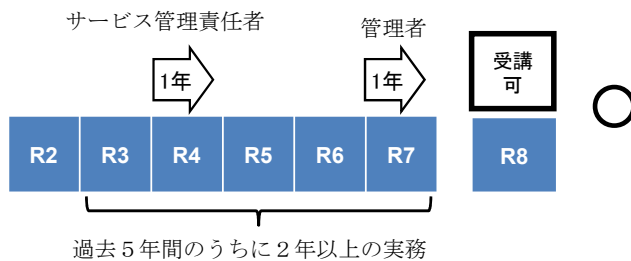 サービス管理責任者
管理者
1年
1年
受講
可
R2 R3 R4 R5 R6 R7 R8
過去5年間のうちに2年以上の実務